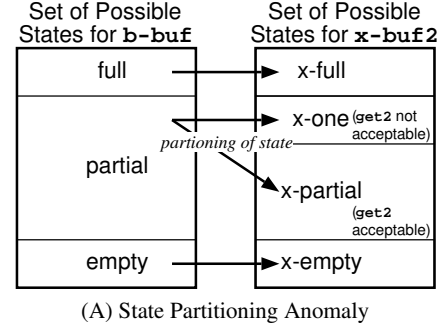 Set of Possible
States for b-buf
Set of Possible
States for x-buf2
full
x-full
x-one (get2 not
acceptable)
partioning of state
partial
x-partial
(get2
acceptable)
empty
x-empty
(A) State Partitioning Anomaly